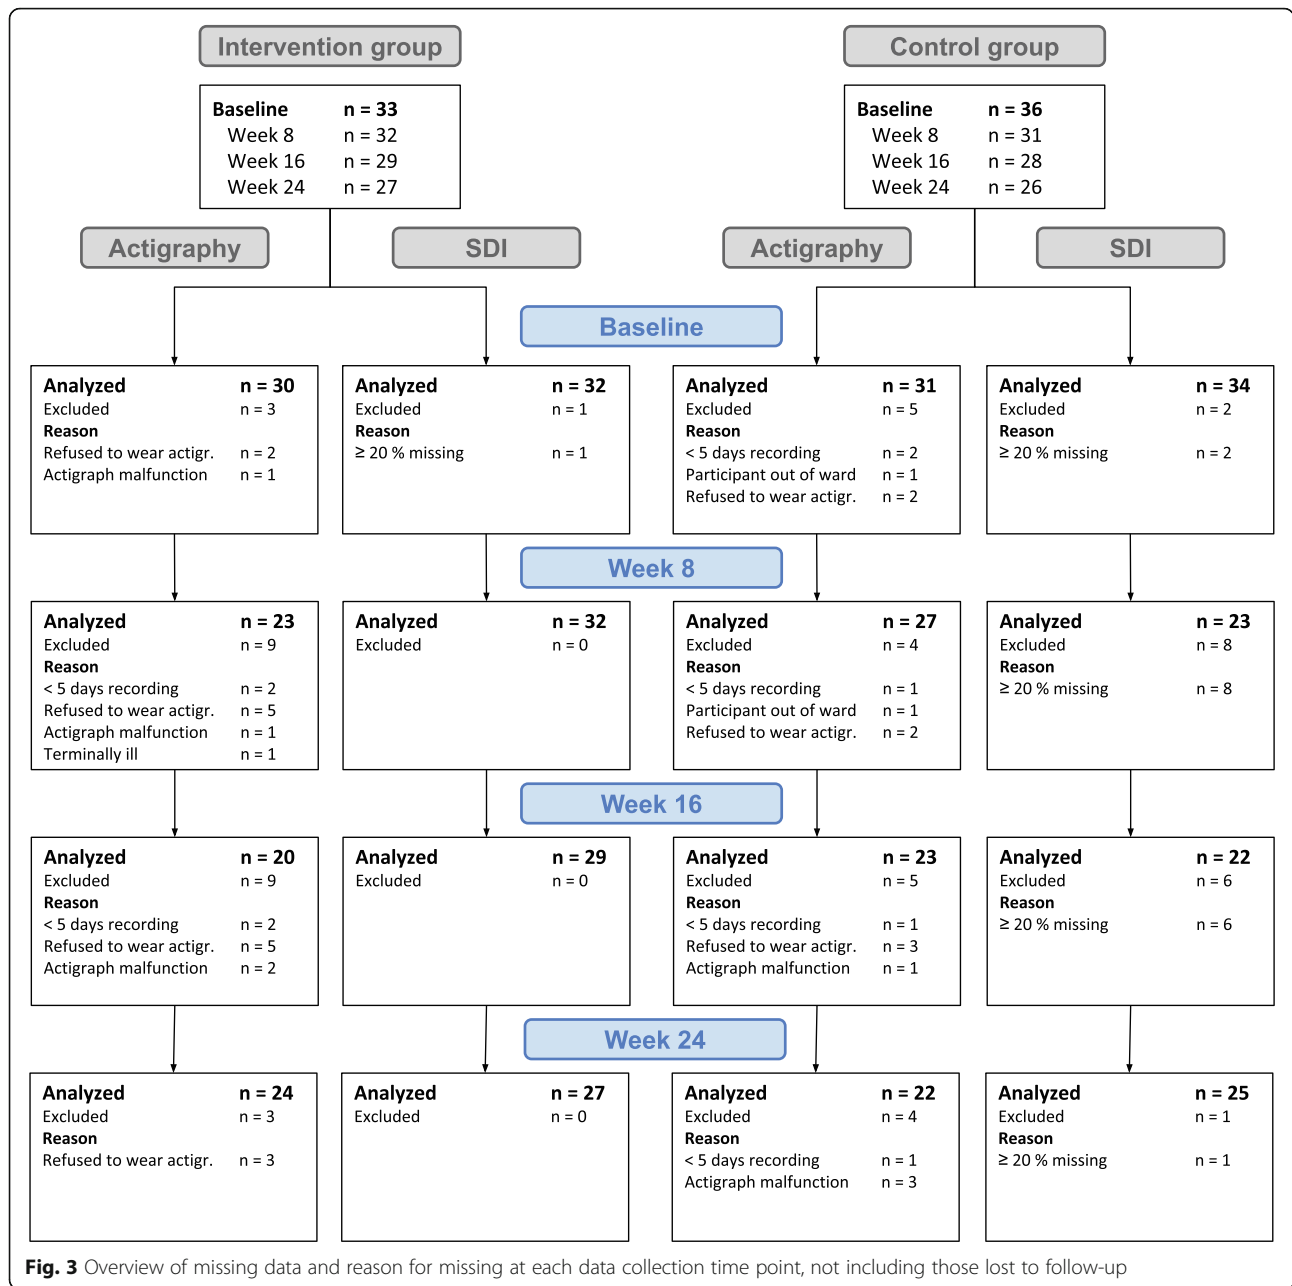 Intervention group
Control group
Baseline n = 33
Week 8 n = 32
Week 16 n = 29
Week 24 n = 27
Baseline n = 36
Week 8 n = 31
Week 16 n = 28
Week 24 n = 26
Actigraphy
SDI
Actigraphy
SDI
Baseline
Analyzed n = 30
Excluded n = 3
Reason
Refused to wear actigr. n = 2
Actigraph malfunction n = 1
Analyzed n = 32
Excluded n = 1
Reason
≥ 20 % missing n = 1
Analyzed n = 31
Excluded n = 5
Reason
< 5 days recording n = 2
Participant out of ward n = 1
Refused to wear actigr. n = 2
Analyzed n = 34
Excluded n = 2
Reason
≥ 20 % missing n = 2
Week 8
Analyzed n = 23
Excluded n = 9
Reason
< 5 days recording n = 2
Refused to wear actigr. n = 5
Actigraph malfunction n = 1
Terminally ill n = 1
Analyzed n = 32
Excluded n = 0
Analyzed n = 27
Excluded n = 4
Reason
< 5 days recording n = 1
Participant out of ward n = 1
Refused to wear actigr. n = 2
Analyzed n = 23
Excluded n = 8
Reason
≥ 20 % missing n = 8
Week 16
Analyzed n = 20
Excluded n = 9
Reason
< 5 days recording n = 2
Refused to wear actigr. n = 5
Actigraph malfunction n = 2
Analyzed n = 29
Excluded n = 0
Analyzed n = 23
Excluded n = 5
Reason
< 5 days recording n = 1
Refused to wear actigr. n = 3
Actigraph malfunction n = 1
Analyzed n = 22
Excluded n = 6
Reason
≥ 20 % missing n = 6
Week 24
Analyzed n = 24
Excluded n = 3
Reason
Refused to wear actigr. n = 3
Analyzed n = 27
Excluded n = 0
Analyzed n = 22
Excluded n = 4
Reason
< 5 days recording n = 1
Actigraph malfunction n = 3
Analyzed n = 25
Excluded n = 1
Reason
≥ 20 % missing n = 1
Fig. 3 Overview of missing data and reason for missing at each data collection time point, not including those lost to follow-up